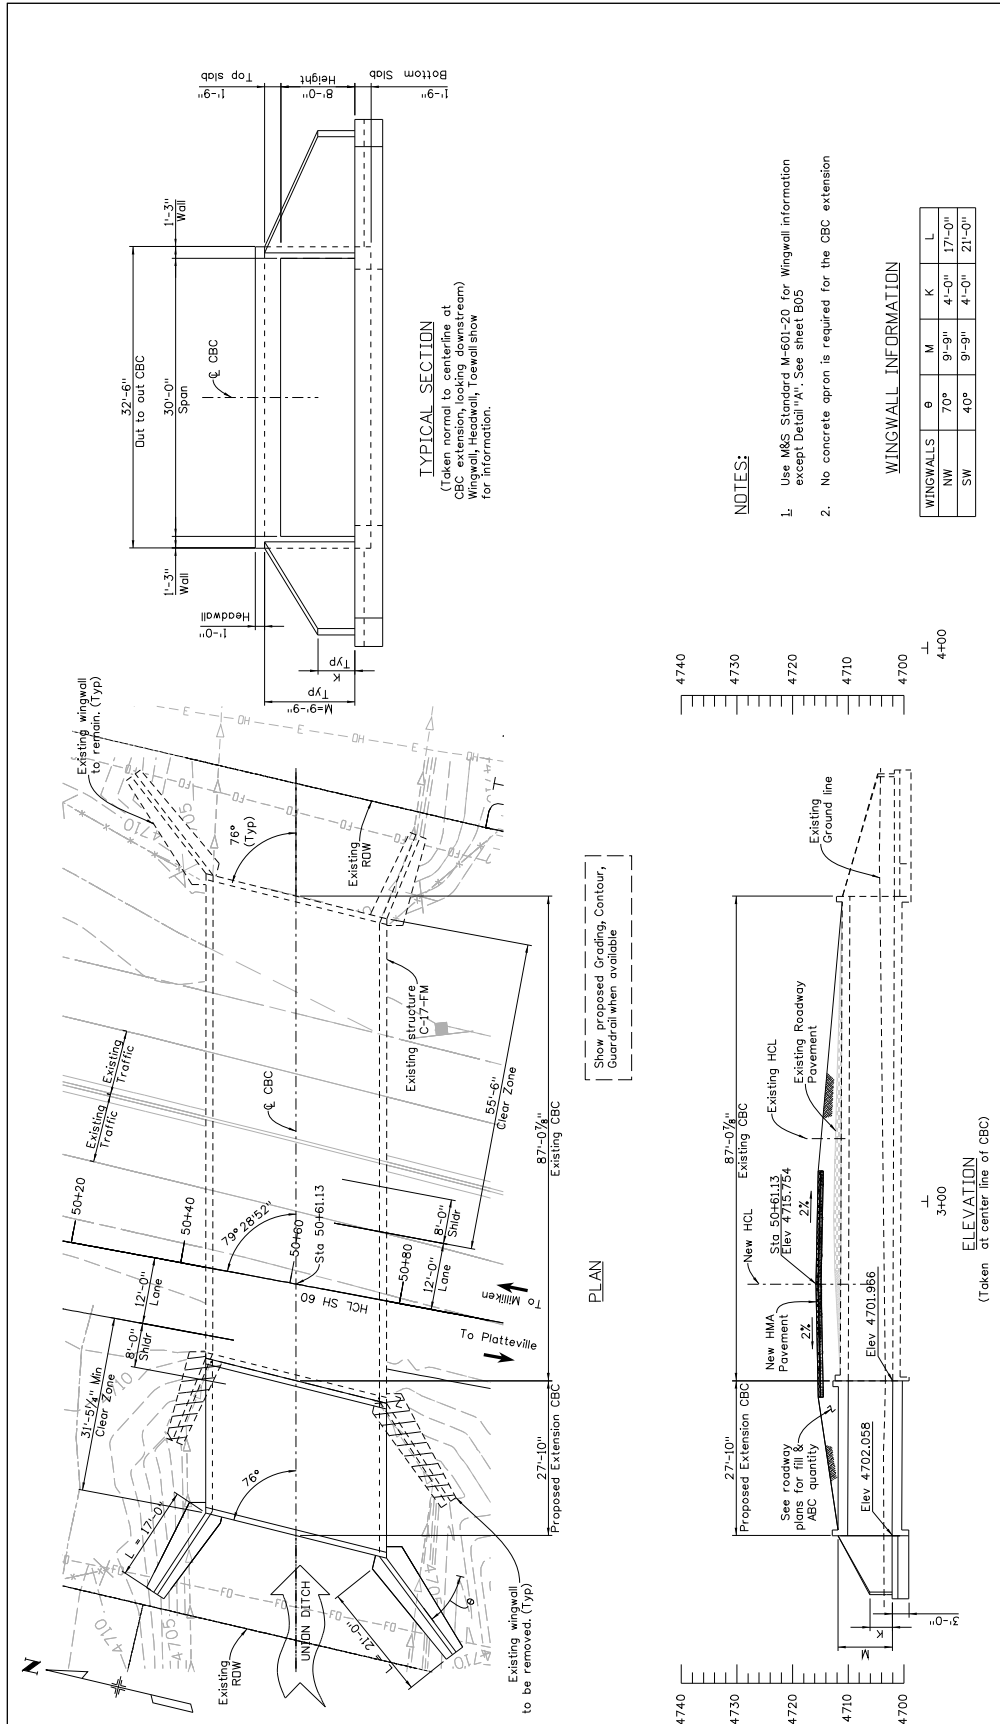 PLAN
N
Existing
ROW
UNION DITCH
L = 17'-0"
L = 21'-0"
θ
Existing wingwall
to be removed. (Typ)
76°
31'-5 1/4" Min
Clear Zone
8'-0"
Shldr
12'-0"
Lane
50+20
50+40
50+60
50+80
79° 28'52"
Sta 50+61.13
HCL SH 60
To Platteville
To Milliken
12'-0"
Lane
8'-0"
Shldr
Existing
Traffic
Existing
Traffic
℄ CBC
Existing structure
C-17-FM
55'-6"
Clear Zone
76°
(Typ)
Existing
ROW
Existing wingwall
to remain. (Typ)
4710
4705
4710
4705
4710
4710
27'-10"
Proposed Extension CBC
87'-0 7/8"
Existing CBC
Show proposed Grading, Contour,
Guardrail when available
32'-6"
Out to out CBC
1'-3"
Wall
30'-0"
Span
1'-3"
Wall
℄ CBC
1'-0"
Headwall
M=9'-9"
Typ
K
Typ
1'-9"
Top slab
8'-0"
Height
1'-9"
Bottom Slab
TYPICAL SECTION
(Taken normal to centerline at
CBC extension, looking downstream)
Wingwall, Headwall, Toewall show
for information.
4740
4730
4720
4710
4700
27'-10"
Proposed Extension CBC
87'-0 7/8"
Existing CBC
New HCL
New HMA
Pavement
2%
2%
Sta 50+61.13
Elev 4715.754
Existing HCL
Existing Roadway
Pavement
Existing
Ground line
See roadway
plans for fill &
ABC quantity
Elev 4702.058
Elev 4701.966
M
K
3'-0"
3+00
4+00
4740
4730
4720
4710
4700
ELEVATION
(Taken at center line of CBC)
NOTES:
1. Use M&S Standard M-601-20 for Wingwall information
except Detail "A". See sheet B05
2. No concrete apron is required for the CBC extension
WINGWALL INFORMATION
WINGWALLS θ M K L
NW 70° 9'-9" 4'-0" 17'-0"
SW 40° 9'-9" 4'-0" 21'-0"